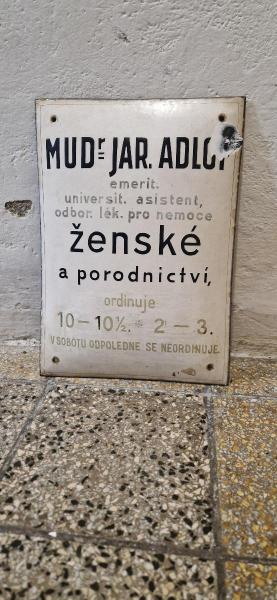 MUDr JAR. ADLOF
emerit.
universit. asistent,
odbor. lék. pro nemoce
ženské
a porodnictví,
ordinuje
10 – 10½. * 2 – 3.
V SOBOTU ODPOLEDNE SE NEORDINUJE.